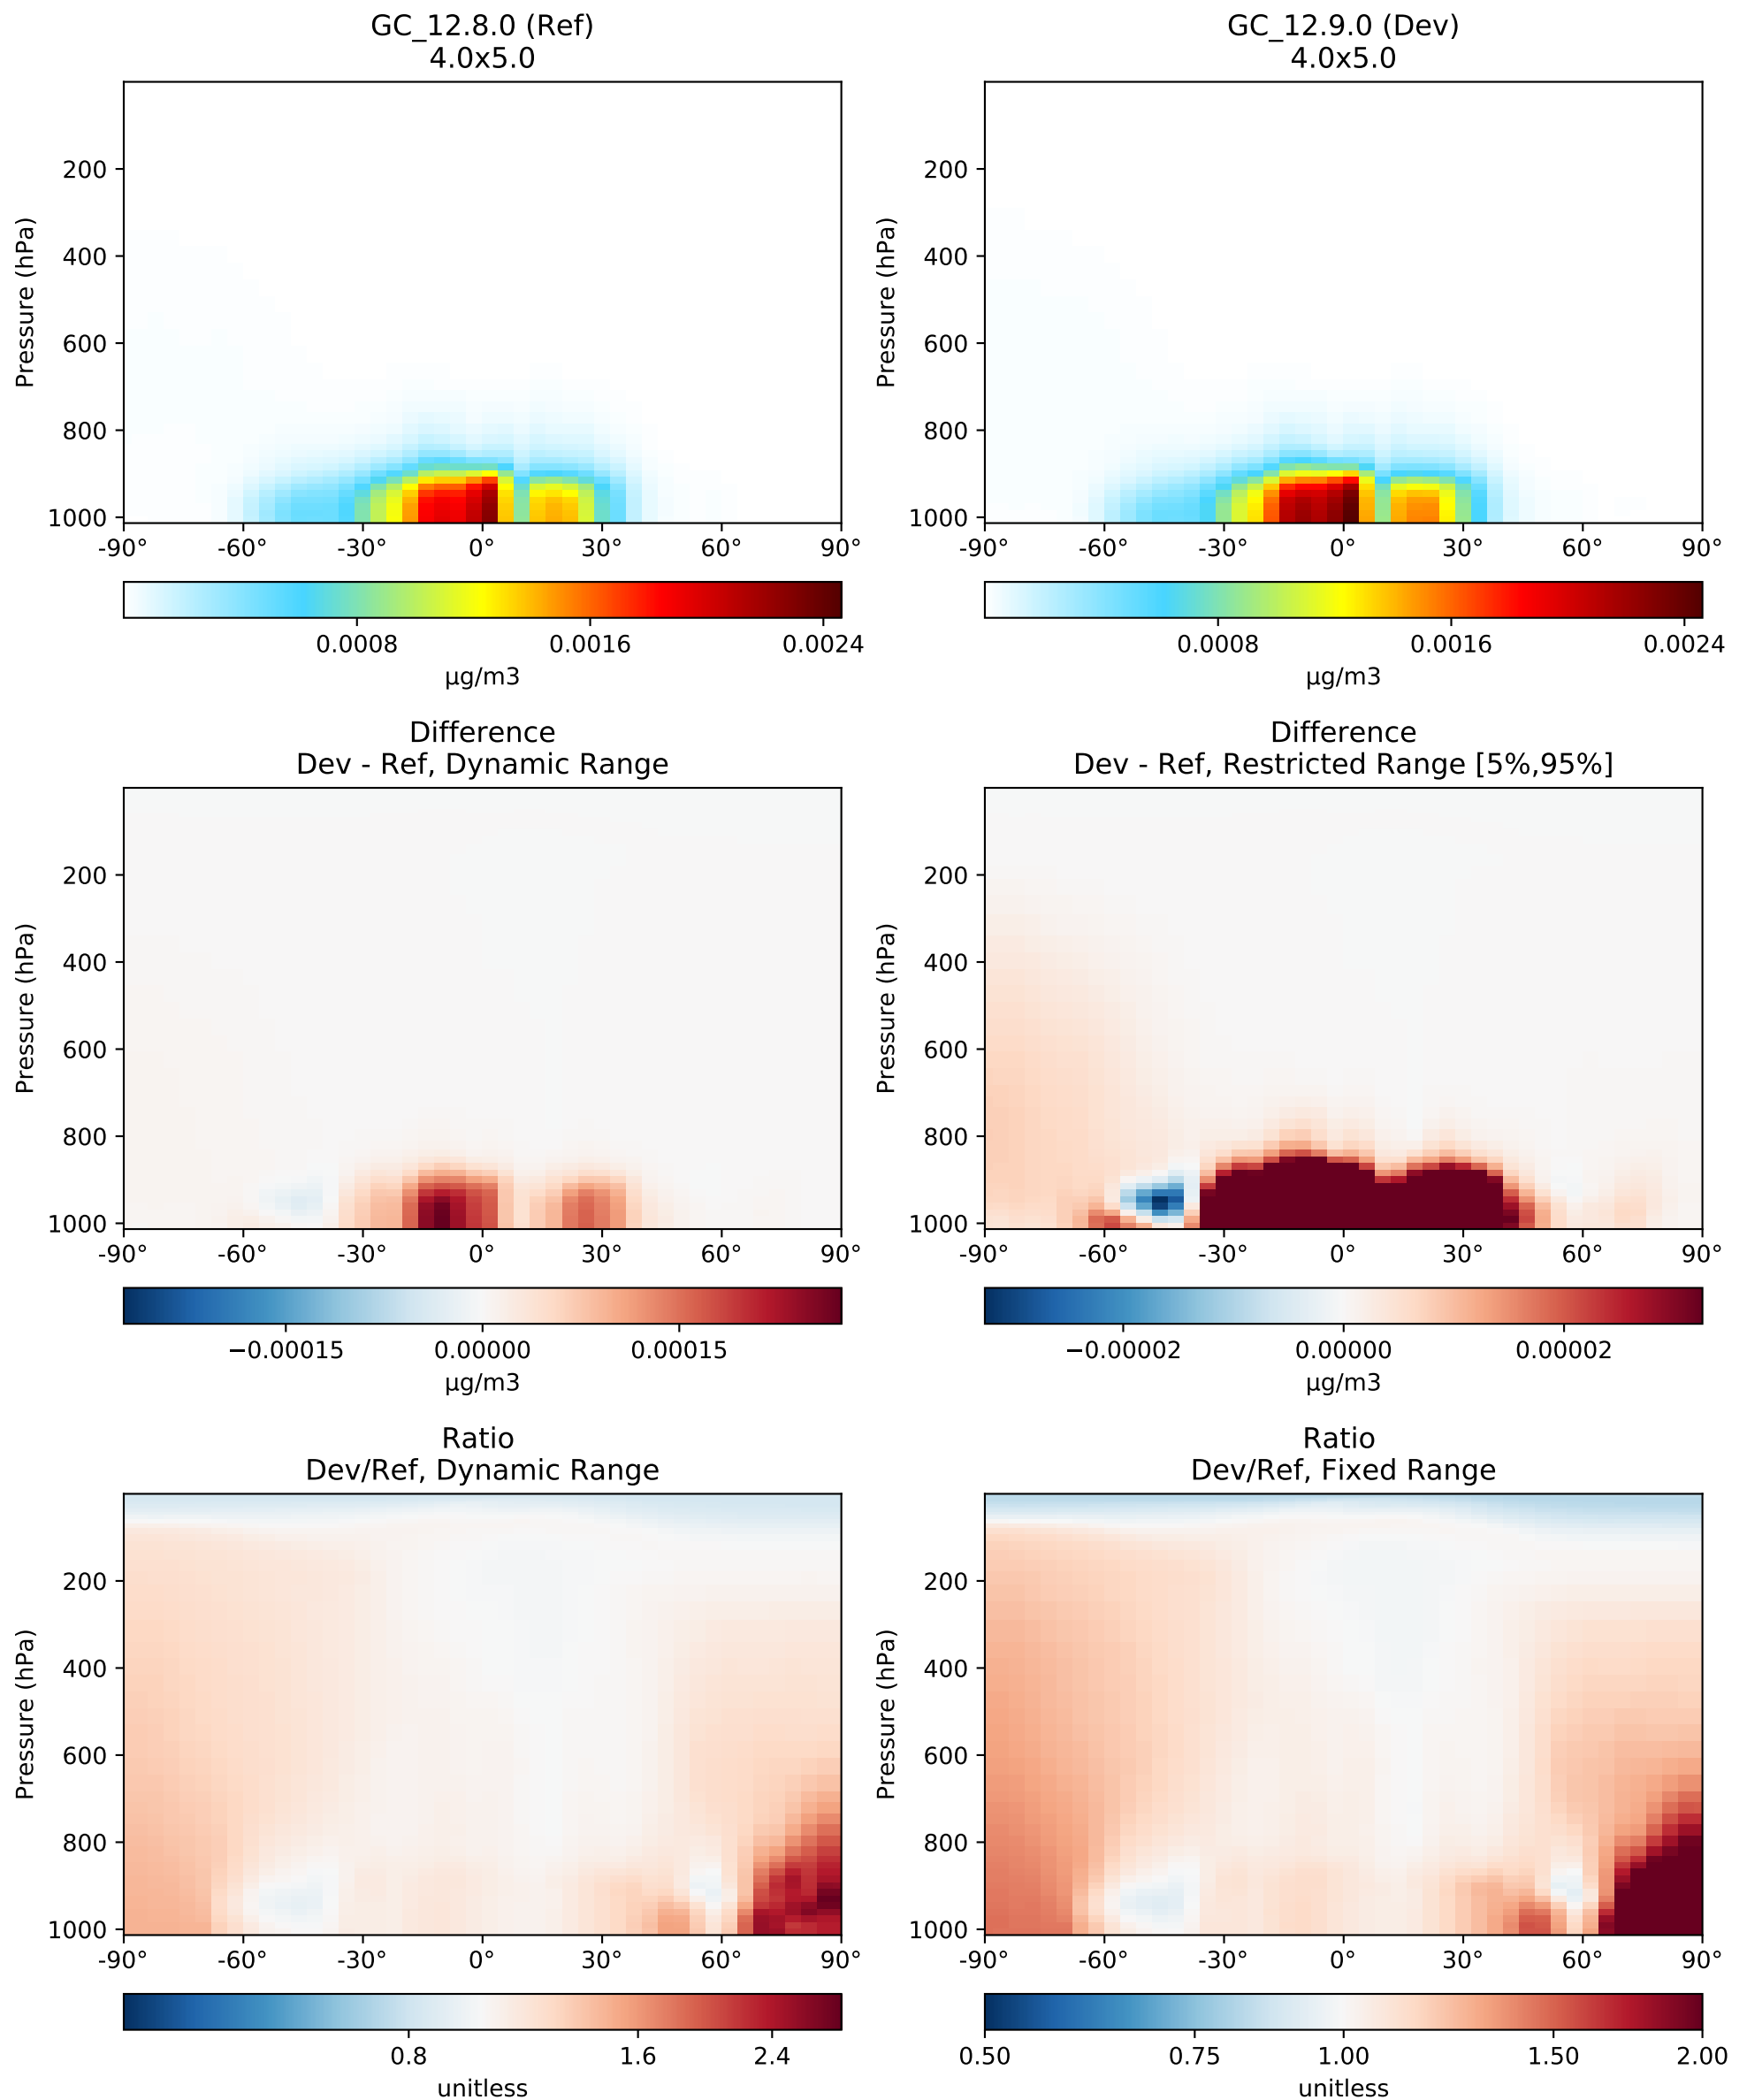 GC_12.8.0 (Ref)
4.0x5.0
Pressure (hPa)
200
400
600
800
1000
-90° -60° -30° 0° 30° 60° 90°
0.0008 0.0016 0.0024
µg/m3
GC_12.9.0 (Dev)
4.0x5.0
Pressure (hPa)
200
400
600
800
1000
-90° -60° -30° 0° 30° 60° 90°
0.0008 0.0016 0.0024
µg/m3
Difference
Dev - Ref, Dynamic Range
Pressure (hPa)
200
400
600
800
1000
-90° -60° -30° 0° 30° 60° 90°
−0.00015 0.00000 0.00015
µg/m3
Difference
Dev - Ref, Restricted Range [5%,95%]
Pressure (hPa)
200
400
600
800
1000
-90° -60° -30° 0° 30° 60° 90°
−0.00002 0.00000 0.00002
µg/m3
Ratio
Dev/Ref, Dynamic Range
Pressure (hPa)
200
400
600
800
1000
-90° -60° -30° 0° 30° 60° 90°
0.8 1.6 2.4
unitless
Ratio
Dev/Ref, Fixed Range
Pressure (hPa)
200
400
600
800
1000
-90° -60° -30° 0° 30° 60° 90°
0.50 0.75 1.00 1.50 2.00
unitless